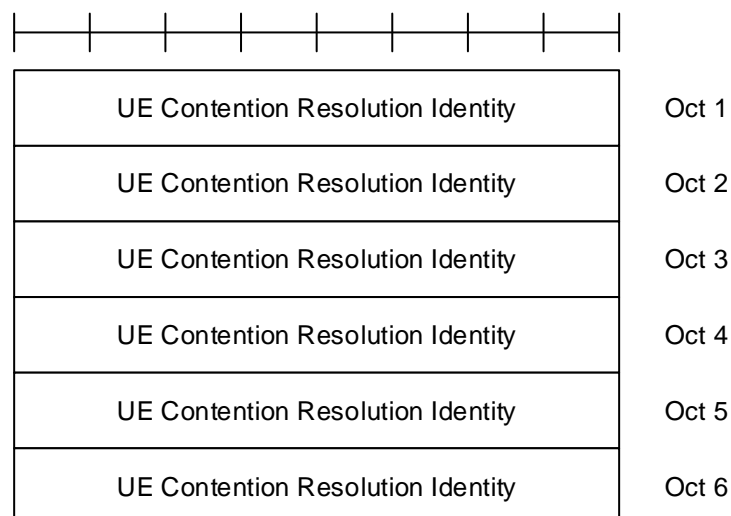 UE Contention Resolution Identity Oct 1
UE Contention Resolution Identity Oct 2
UE Contention Resolution Identity Oct 3
UE Contention Resolution Identity Oct 4
UE Contention Resolution Identity Oct 5
UE Contention Resolution Identity Oct 6